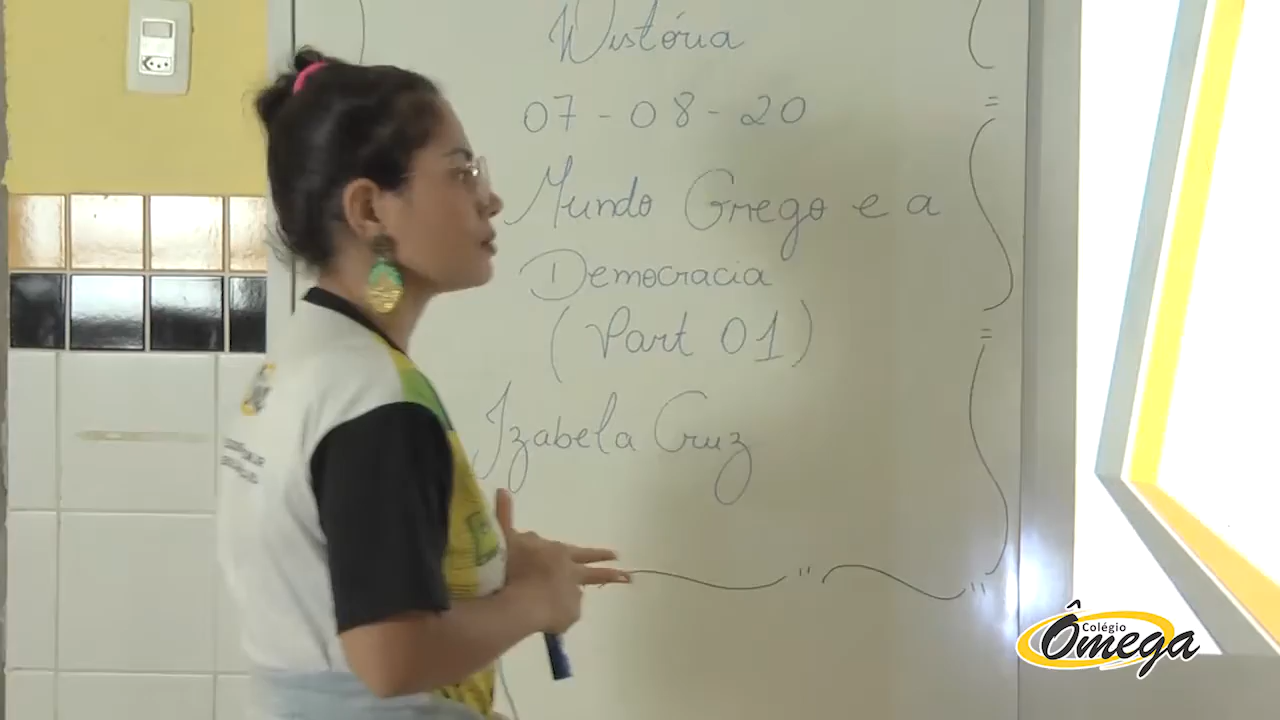 História
07-08-20
Mundo Grego e a
Democracia
(Part 01)
Izabela Cruz
Colégio
Ômega